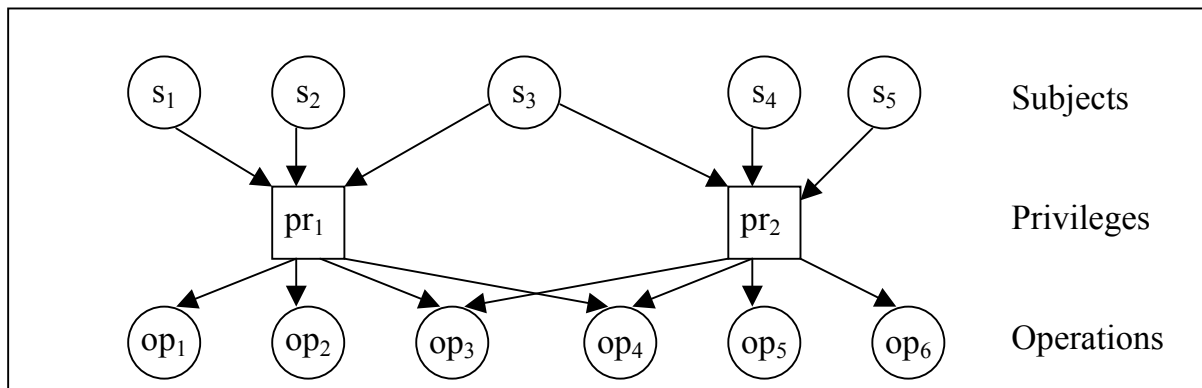 s₁ s₂ s₃ s₄ s₅ Subjects
pr₁ pr₂ Privileges
op₁ op₂ op₃ op₄ op₅ op₆ Operations